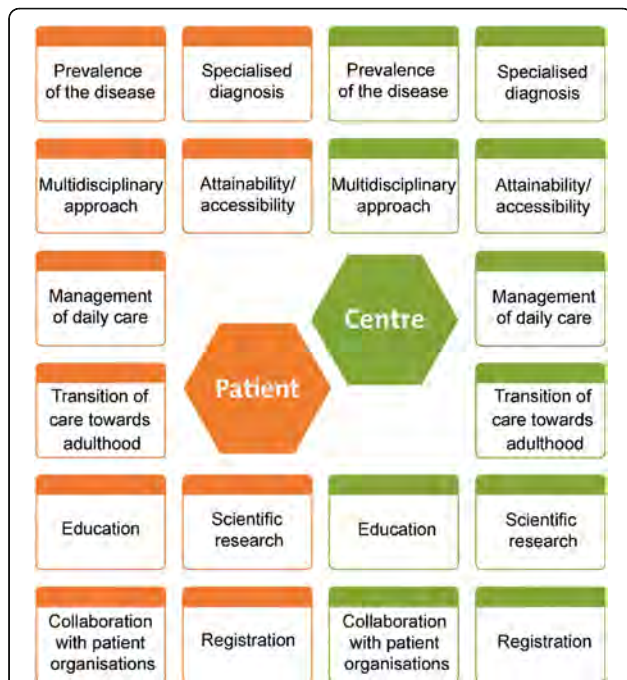 Prevalence
of the disease
Specialised
diagnosis
Prevalence
of the disease
Specialised
diagnosis
Multidisciplinary
approach
Attainability/
accessibility
Multidisciplinary
approach
Attainability/
accessibility
Management
of daily care
Centre
Management
of daily care
Patient
Transition of
care towards
adulthood
Transition of
care towards
adulthood
Education
Scientific
research
Education
Scientific
research
Collaboration
with patient
organisations
Registration
Collaboration
with patient
organisations
Registration